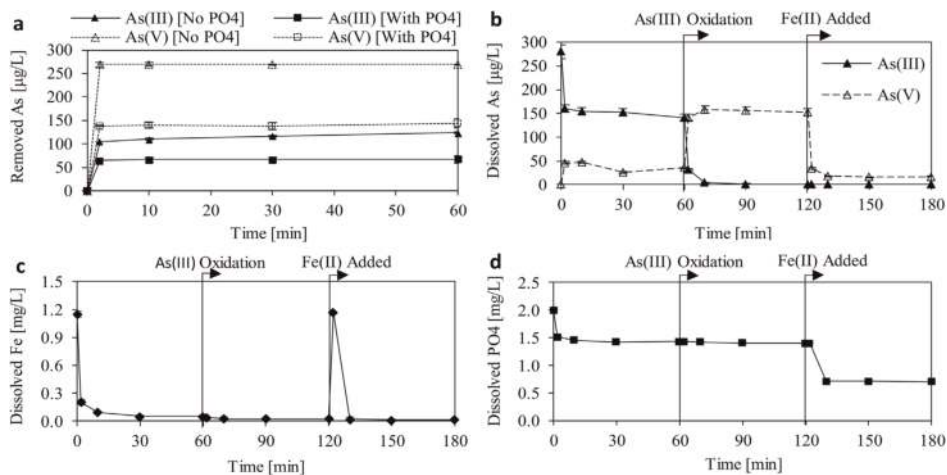 a
As(III) [No PO4]
As(III) [With PO4]
As(V) [No PO4]
As(V) [With PO4]
Removed As [µg/L]
300
250
200
150
100
50
0
0 10 20 30 40 50 60
Time [min]
b
As(III) Oxidation
Fe(II) Added
As(III)
As(V)
Dissolved As [µg/L]
300
250
200
150
100
50
0
0 30 60 90 120 150 180
Time [min]
c
As(III) Oxidation
Fe(II) Added
Dissolved Fe [mg/L]
1.5
1.2
0.9
0.6
0.3
0.0
0 30 60 90 120 150 180
Time [min]
d
As(III) Oxidation
Fe(II) Added
Dissolved PO4 [mg/L]
2.5
2.0
1.5
1.0
0.5
0.0
0 30 60 90 120 150 180
Time [min]